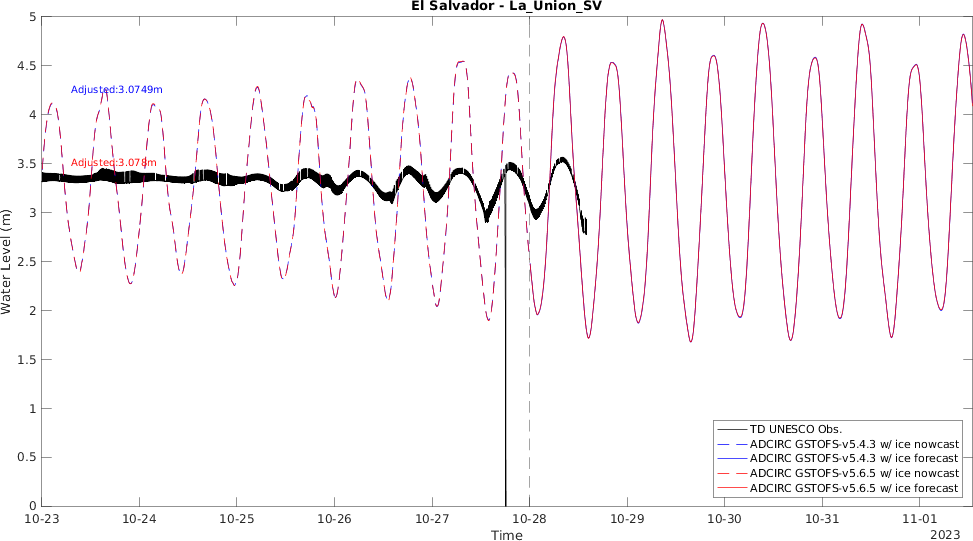 El Salvador - La_Union_SV
5
4.5
4
3.5
3
2.5
2
1.5
1
0.5
0
Water Level (m)
Adjusted:3.0749m
Adjusted:3.078m
TD UNESCO Obs.
ADCIRC GSTOFS-v5.4.3 w/ ice nowcast
ADCIRC GSTOFS-v5.4.3 w/ ice forecast
ADCIRC GSTOFS-v5.6.5 w/ ice nowcast
ADCIRC GSTOFS-v5.6.5 w/ ice forecast
10-23 10-24 10-25 10-26 10-27 10-28 10-29 10-30 10-31 11-01
Time
2023